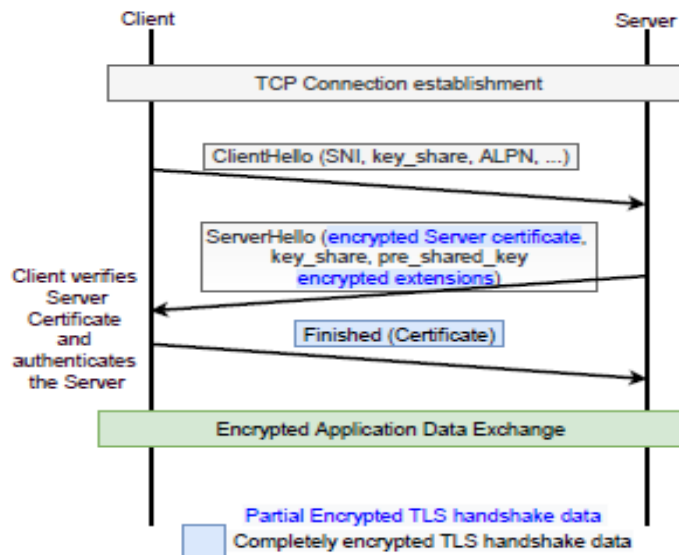 Client
Server
TCP Connection establishment
ClientHello (SNI, key_share, ALPN, ...)
ServerHello (encrypted Server certificate,
key_share, pre_shared_key
encrypted extensions)
Client verifies
Server
Certificate
and
authenticates
the Server
Finished (Certificate)
Encrypted Application Data Exchange
Partial Encrypted TLS handshake data
Completely encrypted TLS handshake data